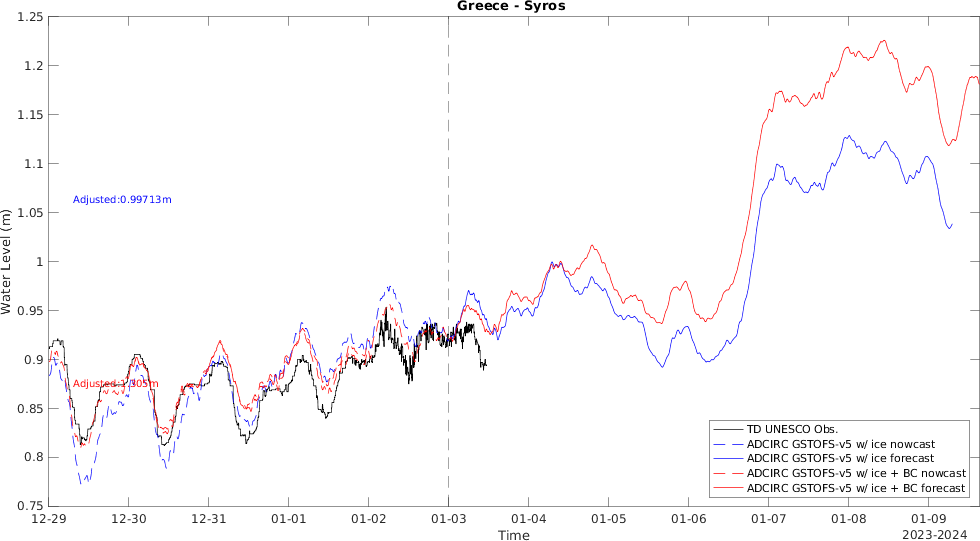 Greece - Syros
1.25
1.2
1.15
1.1
1.05
1
0.95
0.9
0.85
0.8
0.75
Water Level (m)
Adjusted:0.99713m
Adjusted:1.305m
TD UNESCO Obs.
ADCIRC GSTOFS-v5 w/ ice nowcast
ADCIRC GSTOFS-v5 w/ ice forecast
ADCIRC GSTOFS-v5 w/ ice + BC nowcast
ADCIRC GSTOFS-v5 w/ ice + BC forecast
12-29 12-30 12-31 01-01 01-02 01-03 01-04 01-05 01-06 01-07 01-08 01-09
Time
2023-2024